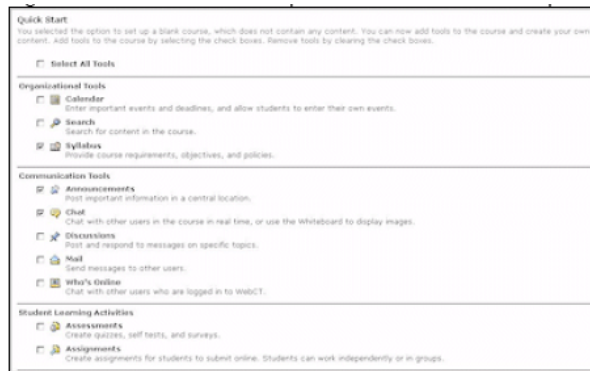 Quick Start
You selected the option to set up a blank course, which does not contain any content. You can now add tools to the course and create your own
content. Add tools to the course by selecting the check boxes. Remove tools by clearing the check boxes.
Select All Tools
Organizational Tools
Calendar
Enter important events and deadlines, and allow students to enter their own events.
Search
Search for content in the course.
Syllabus
Provide course requirements, objectives, and policies.
Communication Tools
Announcements
Post important information in a central location.
Chat
Chat with other users in the course in real time, or use the Whiteboard to display images.
Discussions
Post and respond to messages on specific topics.
Mail
Send messages to other users.
Who's Online
Chat with other users who are logged in to WebCT.
Student Learning Activities
Assessments
Create quizzes, self tests, and surveys.
Assignments
Create assignments for students to submit online. Students can work independently or in groups.